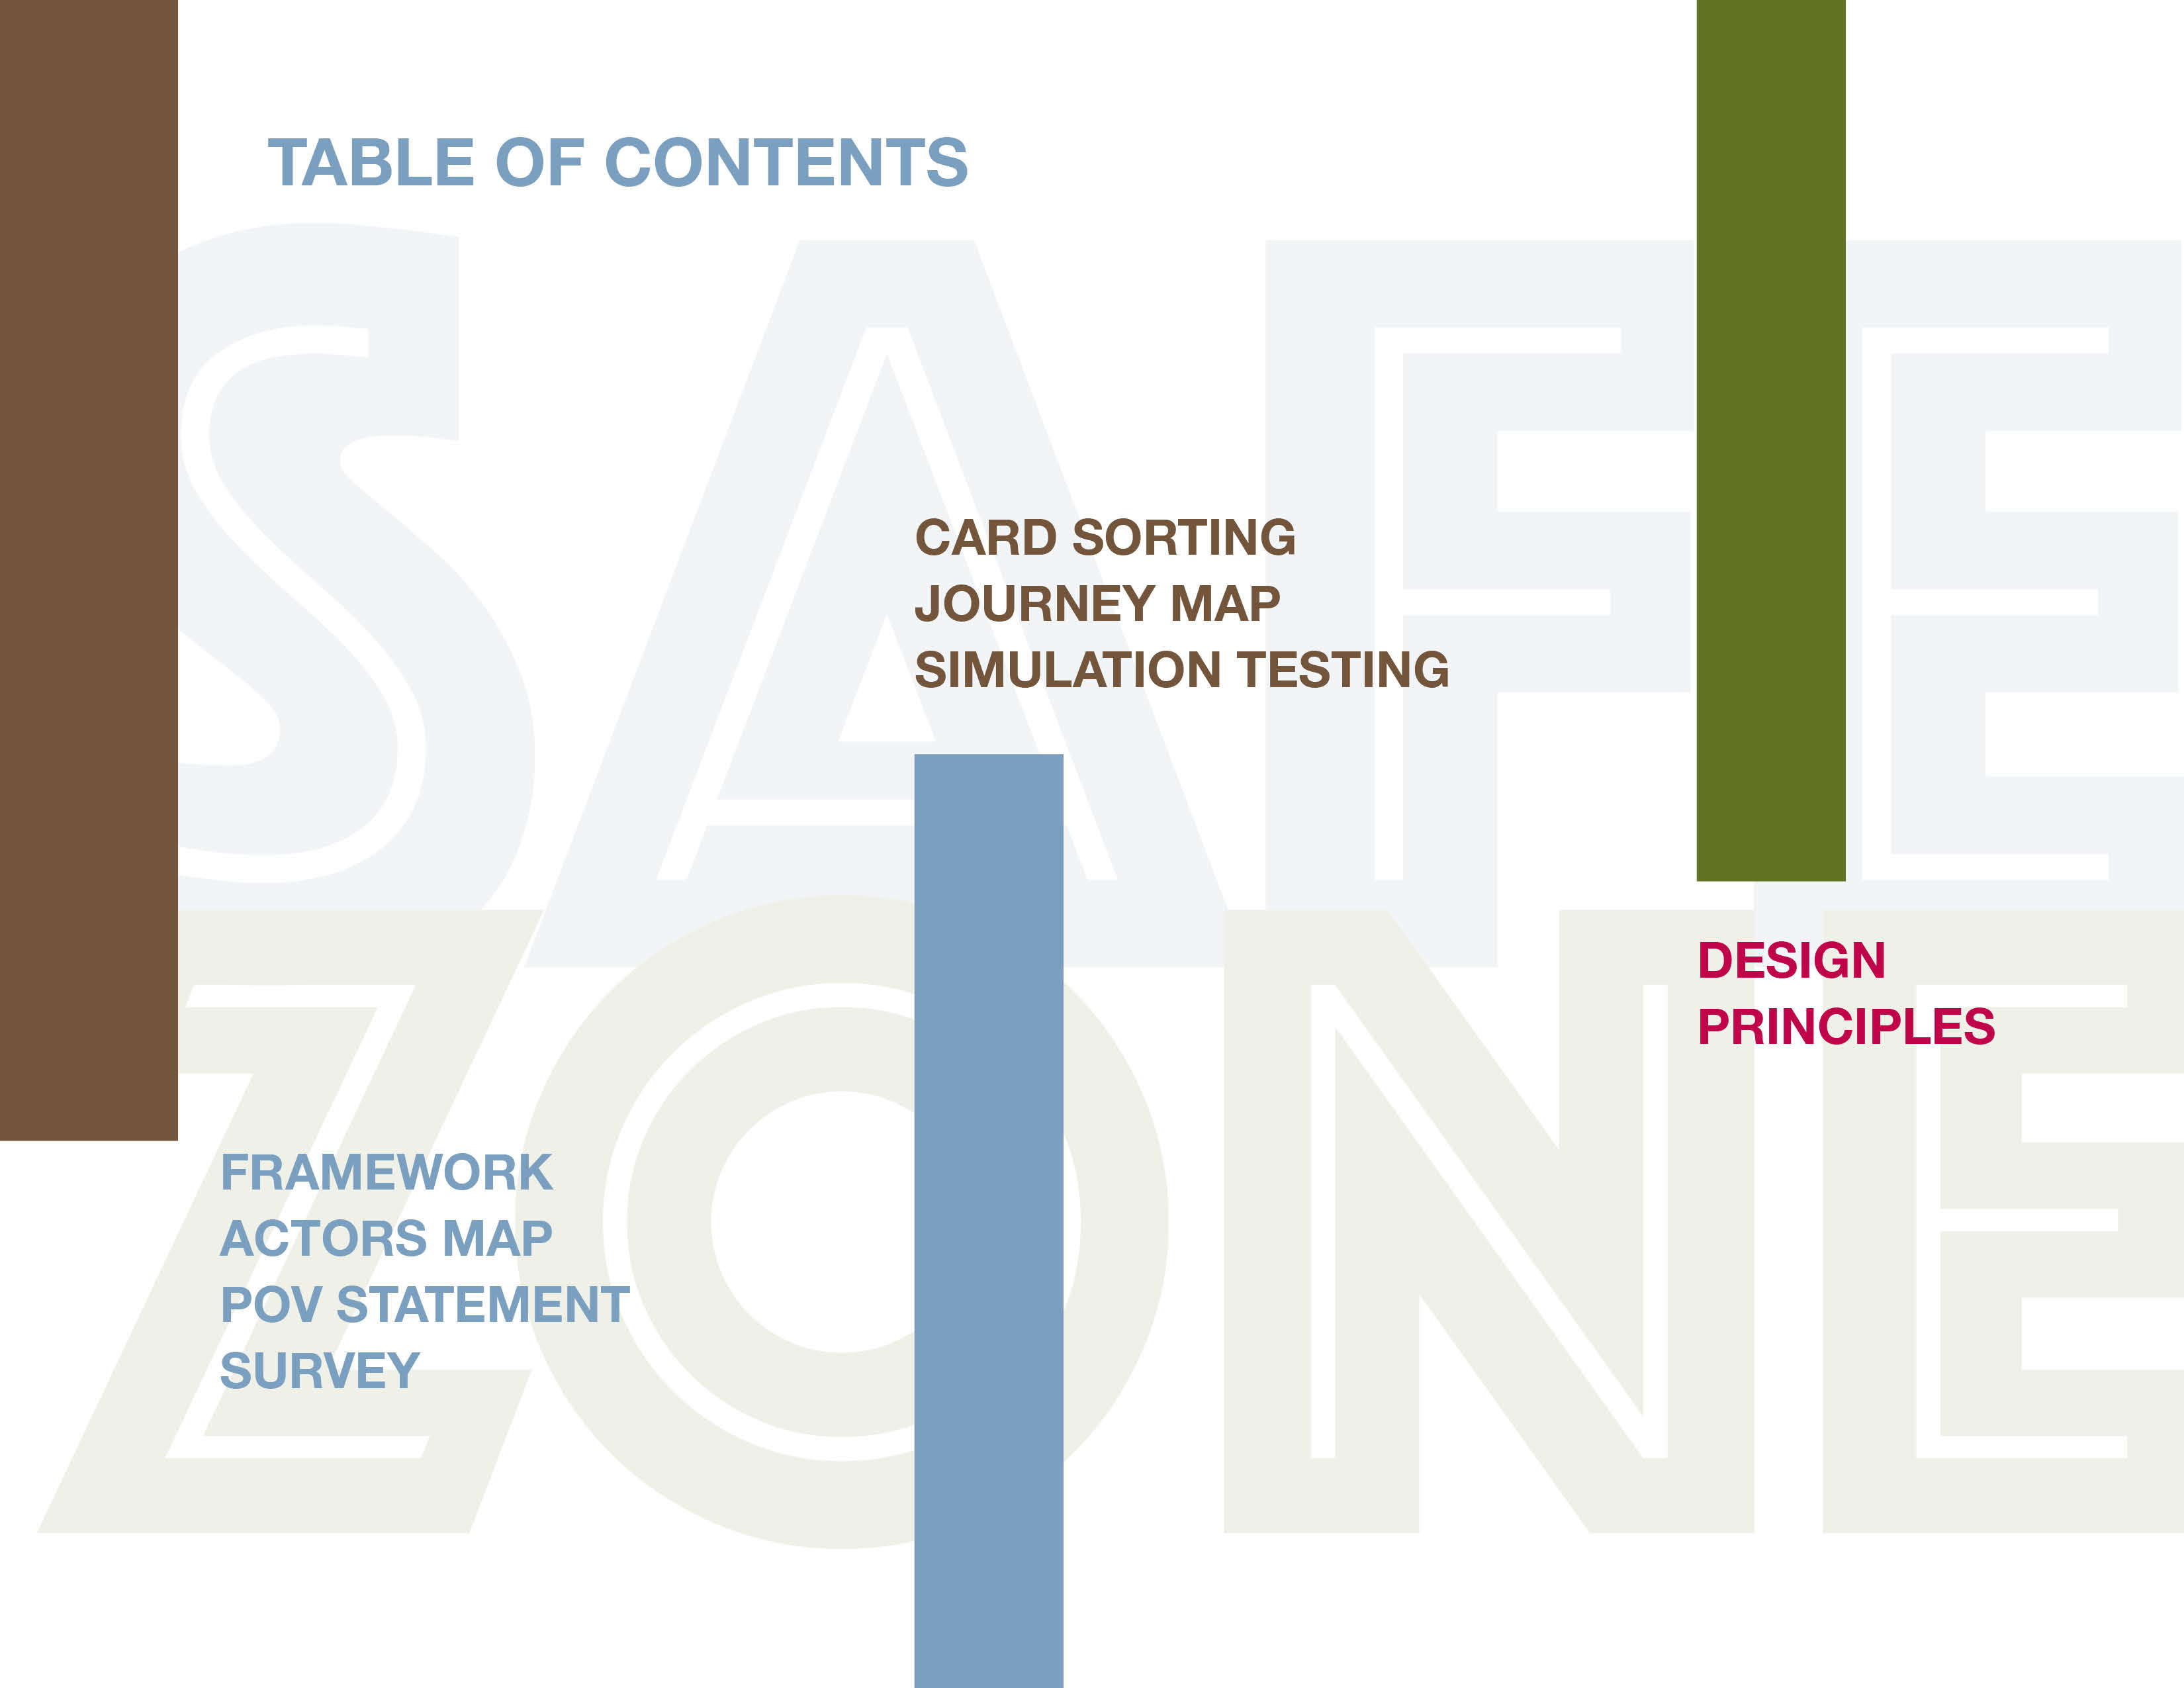 TABLE OF CONTENTS
SAFE
ZONE
FRAMEWORK
ACTORS MAP
POV STATEMENT
SURVEY
CARD SORTING
JOURNEY MAP
SIMULATION TESTING
DESIGN
PRINCIPLES